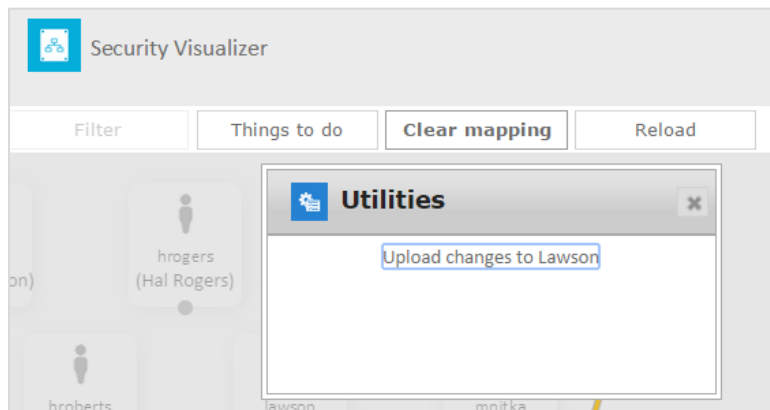 Security Visualizer
Filter
Things to do
Clear mapping
Reload
Utilities
Upload changes to Lawson
hrogers
(Hal Rogers)
on)
hroberts
lawson
mnitka